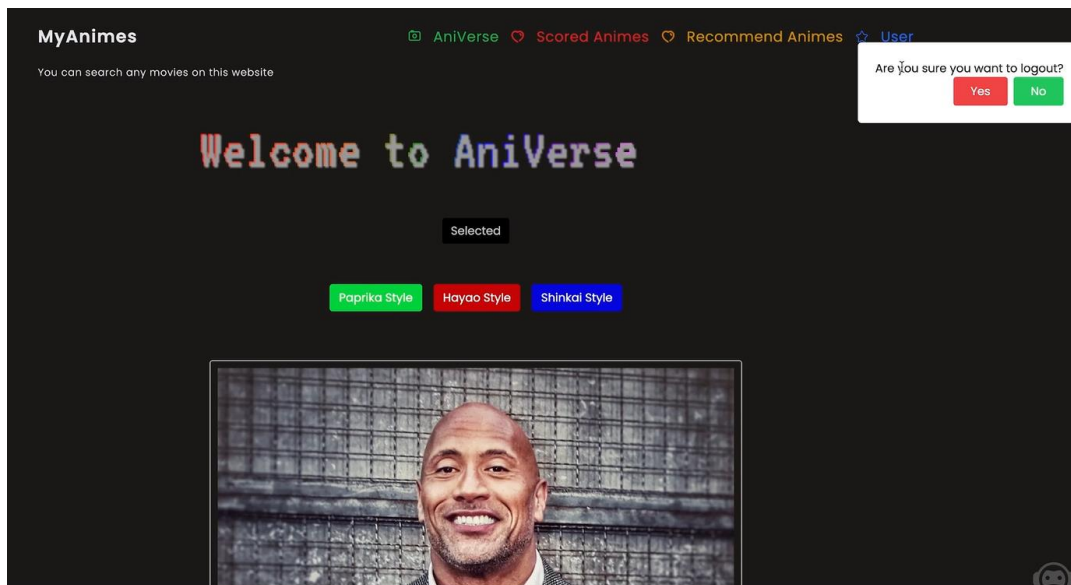 MyAnimes
AniVerse
Scored Animes
Recommend Animes
User
You can search any movies on this website
Are you sure you want to logout?
Yes
No
Welcome to AniVerse
Selected
Paprika Style
Hayao Style
Shinkai Style